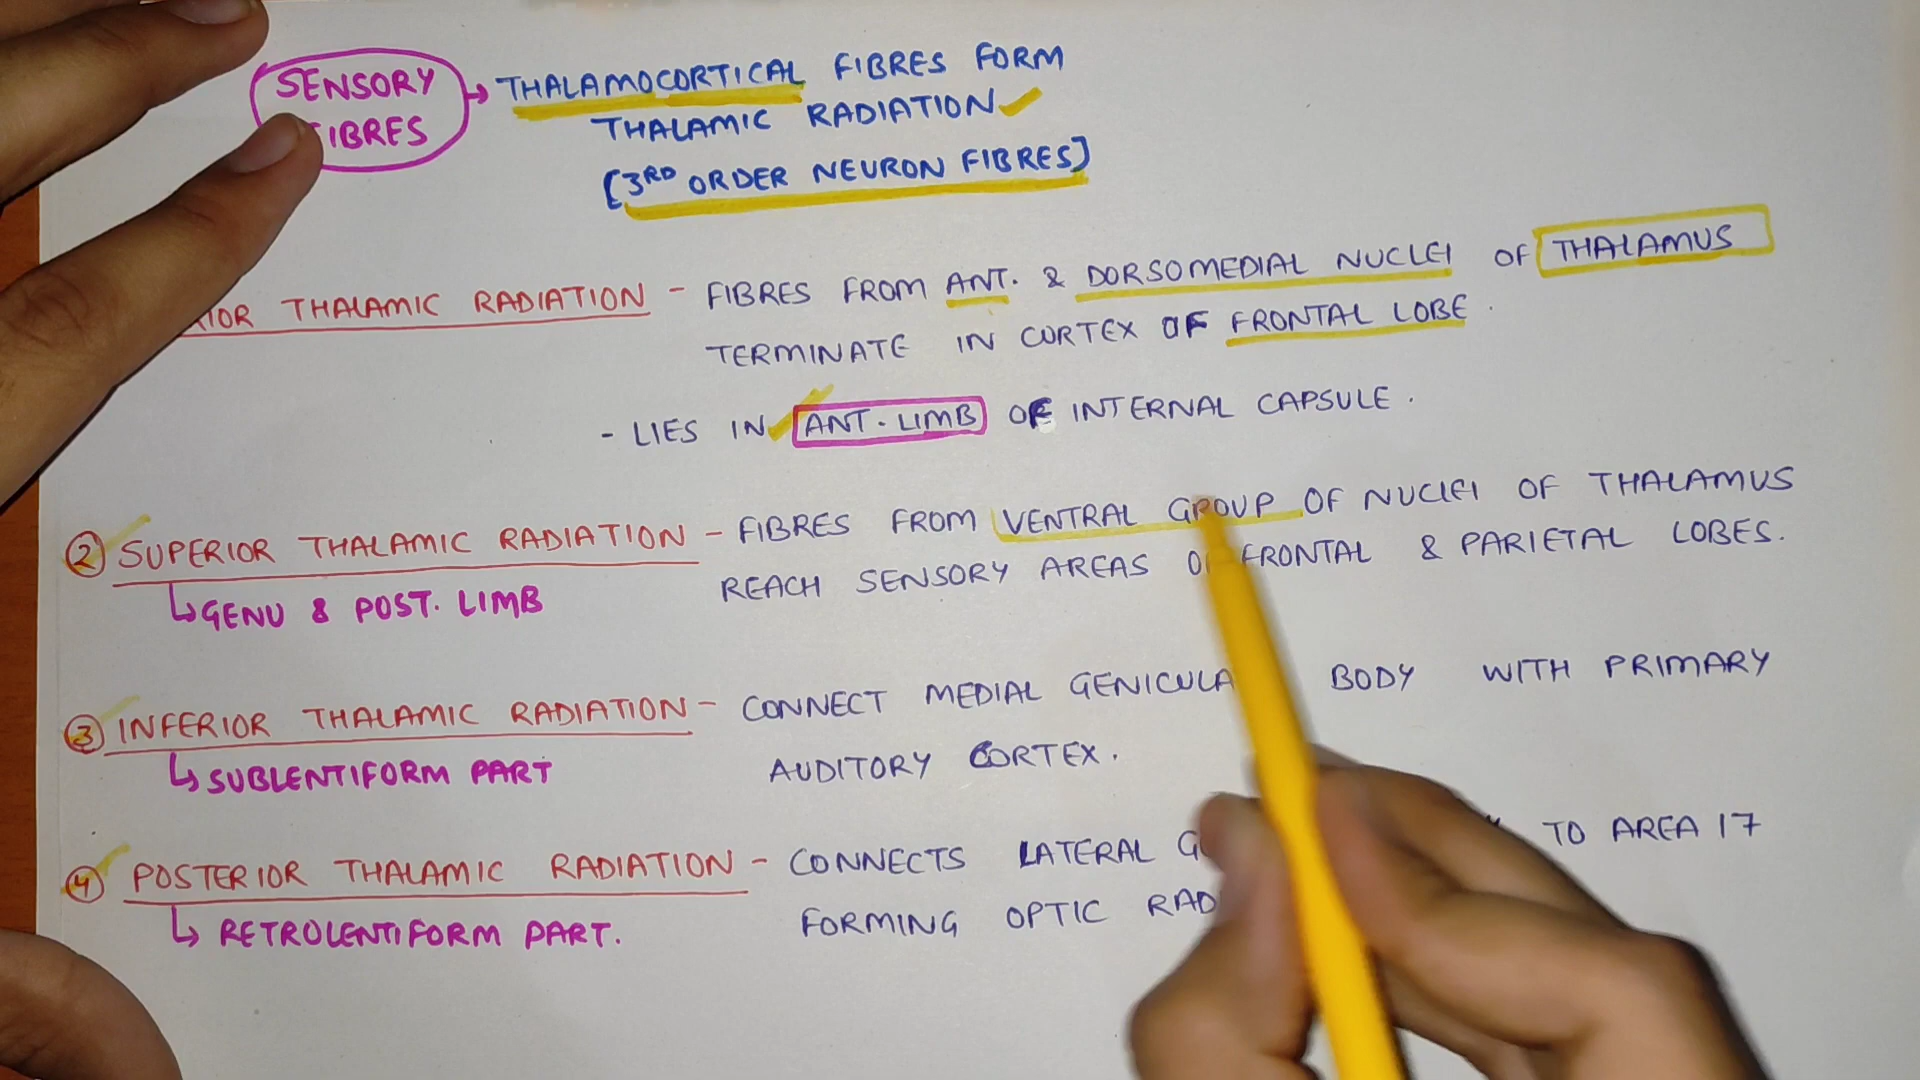 SENSORY → THALAMOCORTICAL FIBRES FORM
FIBRES THALAMIC RADIATION
[3RD ORDER NEURON FIBRES]
THALAMIC RADIATION - FIBRES FROM ANT. & DORSOMEDIAL NUCLEI OF THALAMUS
TERMINATE IN CORTEX OF FRONTAL LOBE.
- LIES IN ANT. LIMB OF INTERNAL CAPSULE.
② SUPERIOR THALAMIC RADIATION - FIBRES FROM VENTRAL GROUP OF NUCLEI OF THALAMUS
↳ GENU & POST. LIMB REACH SENSORY AREAS OF FRONTAL & PARIETAL LOBES.
③ INFERIOR THALAMIC RADIATION - CONNECT MEDIAL BODY WITH PRIMARY
↳ SUBLENTIFORM PART AUDITORY CORTEX.
④ POSTERIOR THALAMIC RADIATION - CONNECTS LATERAL TO AREA 17
↳ RETROLENTIFORM PART. FORMING OPTIC